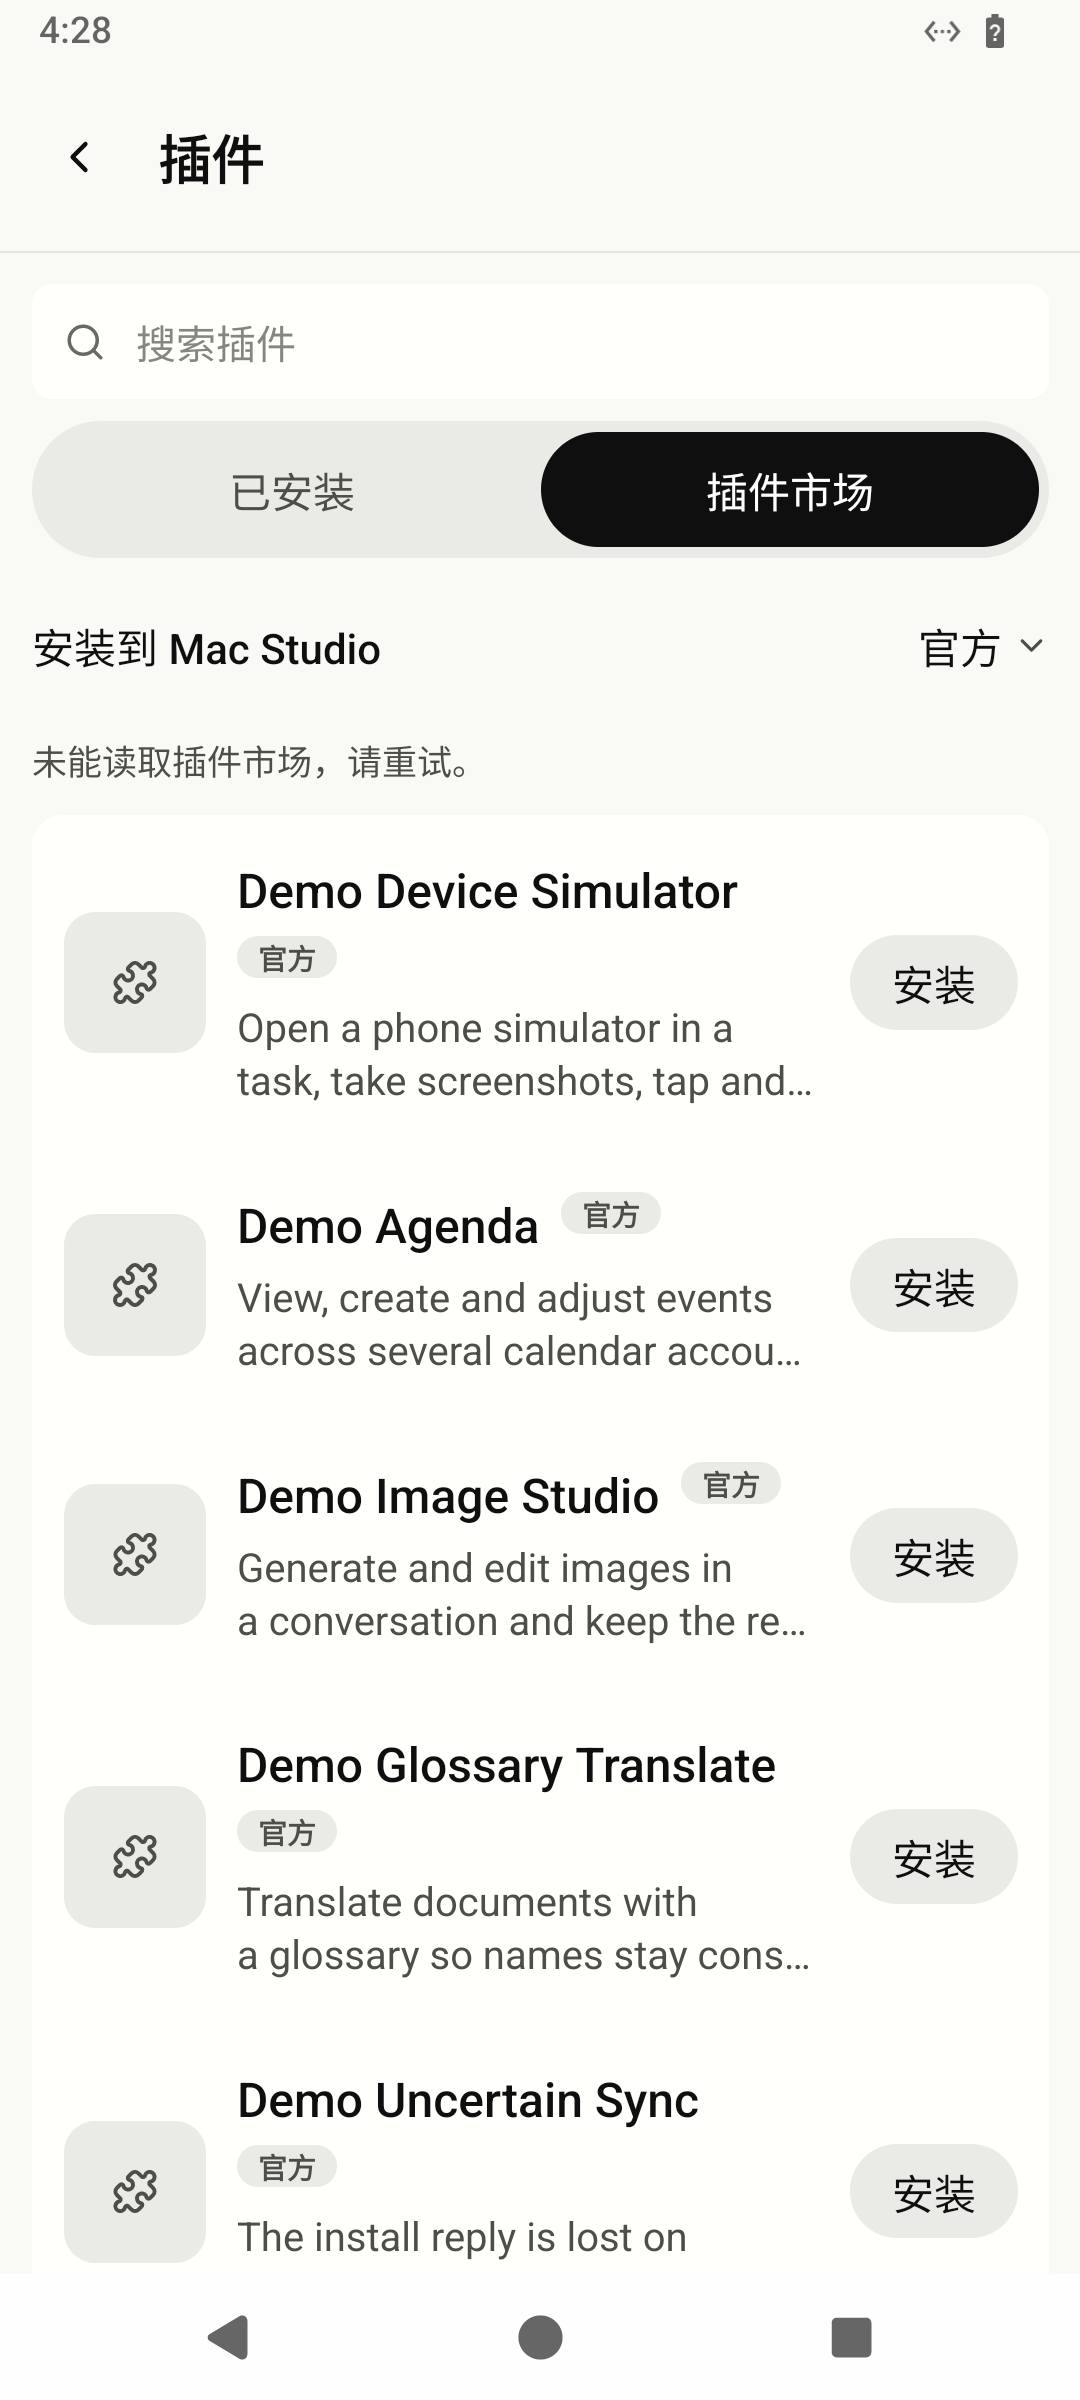 4:28
插件
搜索插件
已安装
插件市场
安装到 Mac Studio
官方
未能读取插件市场，请重试。
Demo Device Simulator
官方
Open a phone simulator in a
task, take screenshots, tap and…
安装
Demo Agenda 官方
View, create and adjust events
across several calendar accou…
安装
Demo Image Studio 官方
Generate and edit images in
a conversation and keep the re…
安装
Demo Glossary Translate
官方
Translate documents with
a glossary so names stay cons…
安装
Demo Uncertain Sync
官方
The install reply is lost on
安装